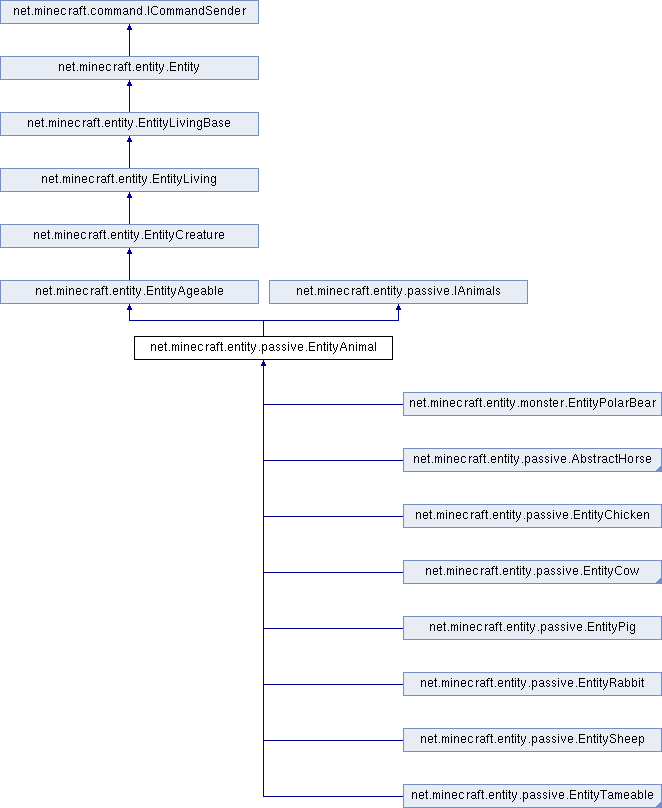 net.minecraft.command.ICommandSender
net.minecraft.entity.Entity
net.minecraft.entity.EntityLivingBase
net.minecraft.entity.EntityLiving
net.minecraft.entity.EntityCreature
net.minecraft.entity.EntityAgeable
net.minecraft.entity.passive.IAnimals
net.minecraft.entity.passive.EntityAnimal
net.minecraft.entity.monster.EntityPolarBear
net.minecraft.entity.passive.AbstractHorse
net.minecraft.entity.passive.EntityChicken
net.minecraft.entity.passive.EntityCow
net.minecraft.entity.passive.EntityPig
net.minecraft.entity.passive.EntityRabbit
net.minecraft.entity.passive.EntitySheep
net.minecraft.entity.passive.EntityTameable